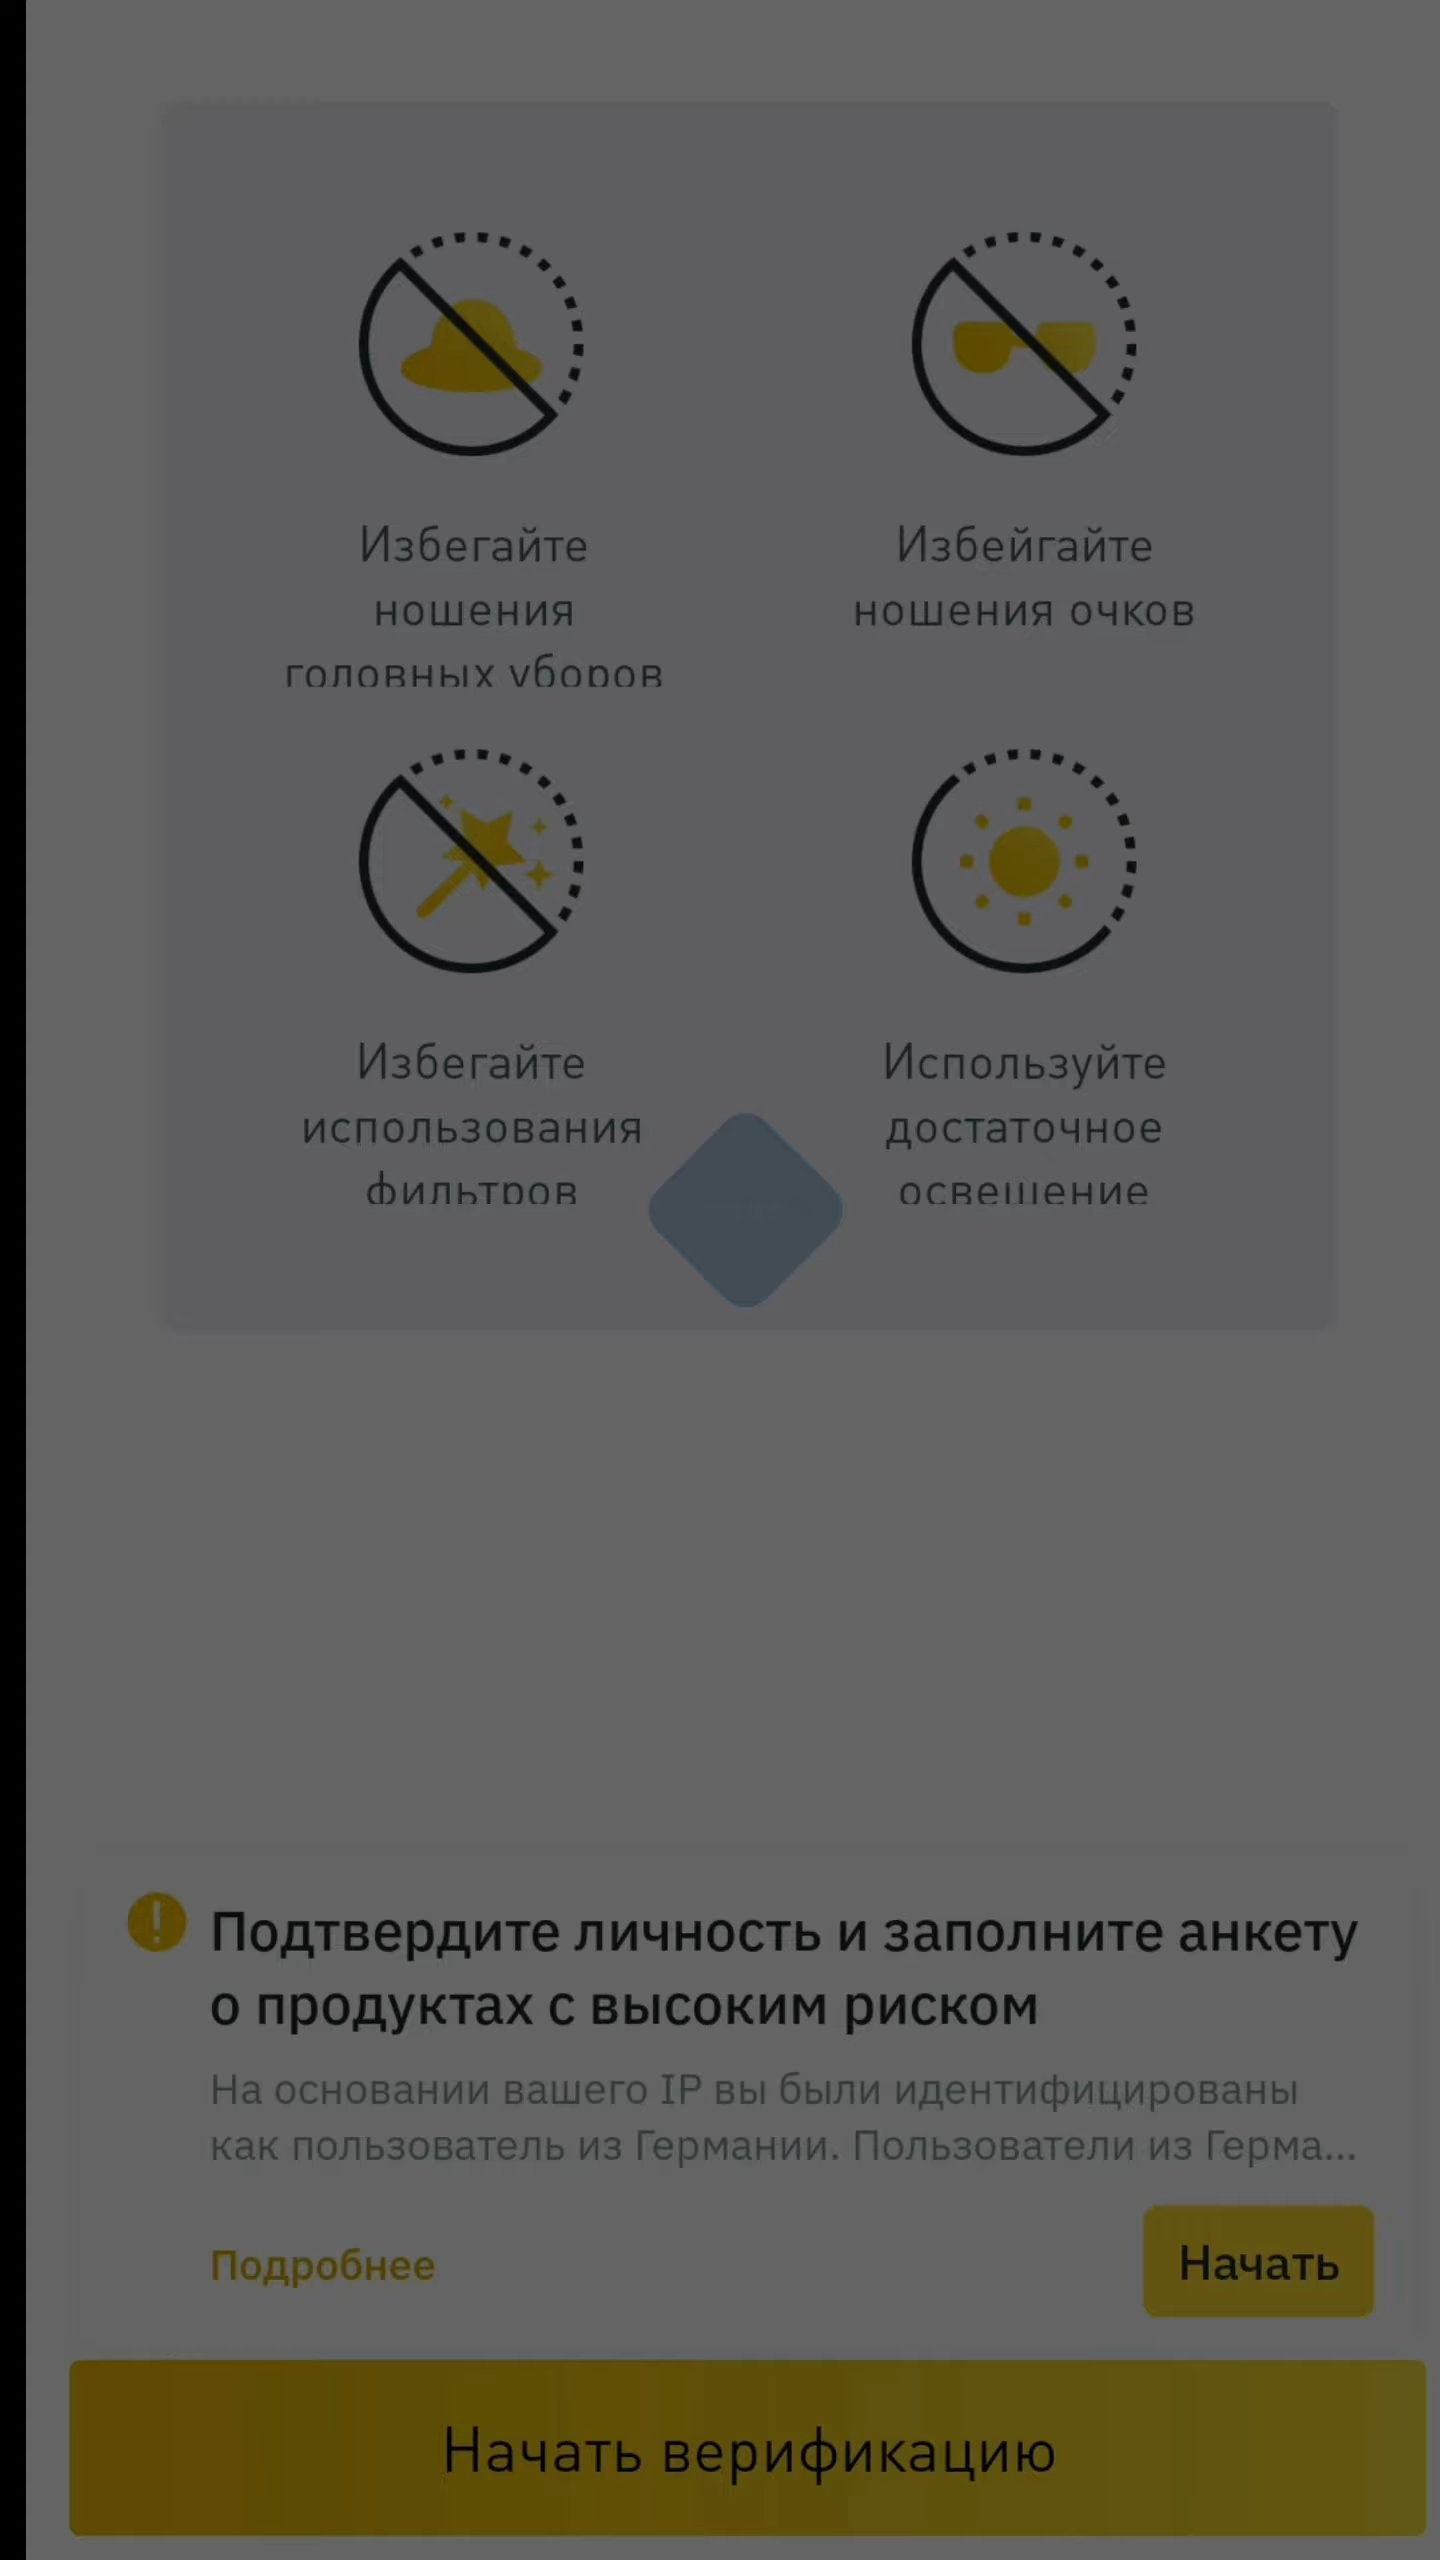 Избегайте
ношения
головных уборов
Избейгайте
ношения очков
Избегайте
использования
фильтров
Используйте
достаточное
освещение
Подтвердите личность и заполните анкету
о продуктах с высоким риском
На основании вашего IP вы были идентифицированы
как пользователь из Германии. Пользователи из Герма...
Подробнее
Начать
Начать верификацию